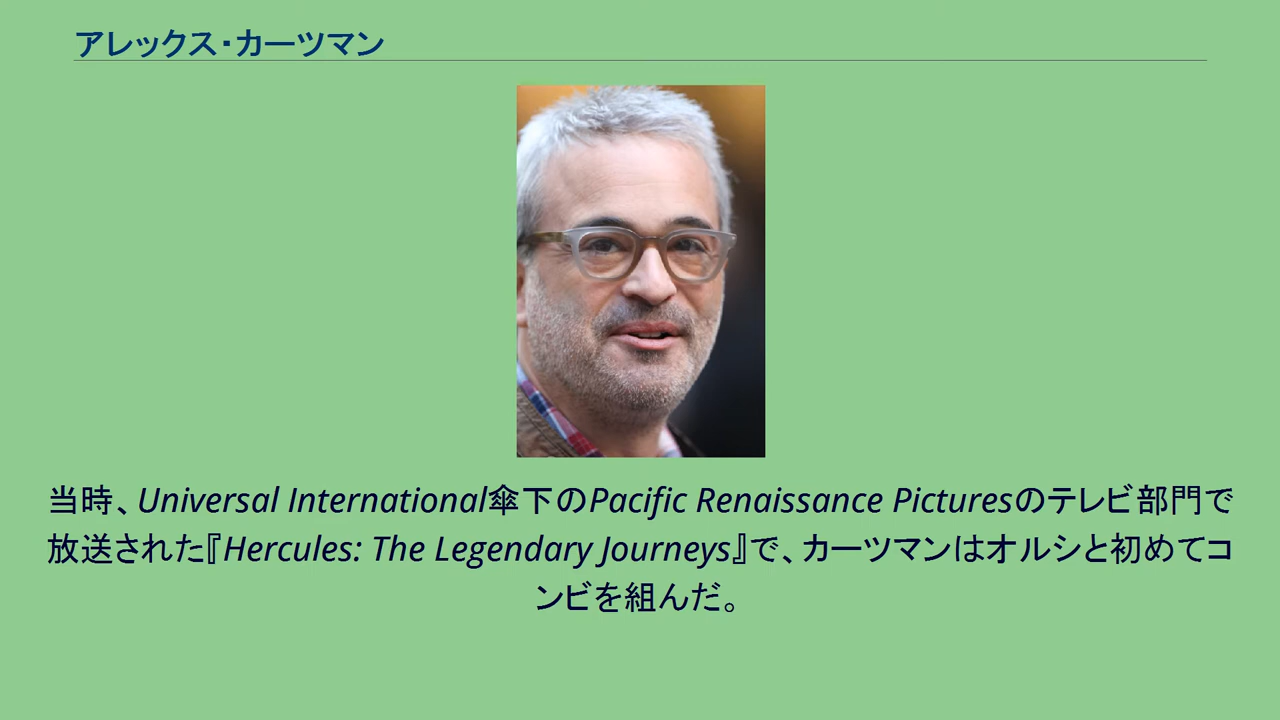 アレックス・カーツマン
当時、Universal International傘下のPacific Renaissance Picturesのテレビ部門で
放送された『Hercules: The Legendary Journeys』で、カーツマンはオルシと初めてコ
ンビを組んだ。